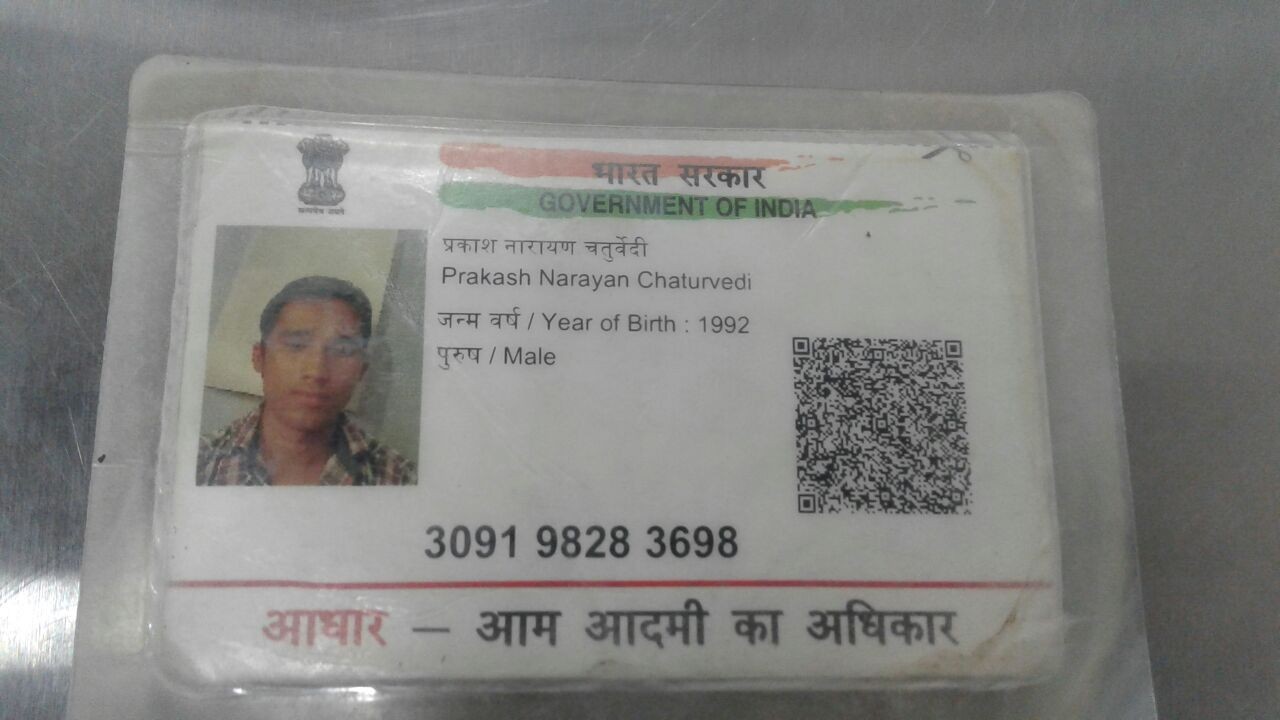 सत्यमेव जयते
भारत सरकार
GOVERNMENT OF INDIA
प्रकाश नारायण चतुर्वेदी
Prakash Narayan Chaturvedi
जन्म वर्ष / Year of Birth : 1992
पुरुष / Male
3091 9828 3698
आधार — आम आदमी का अधिकार